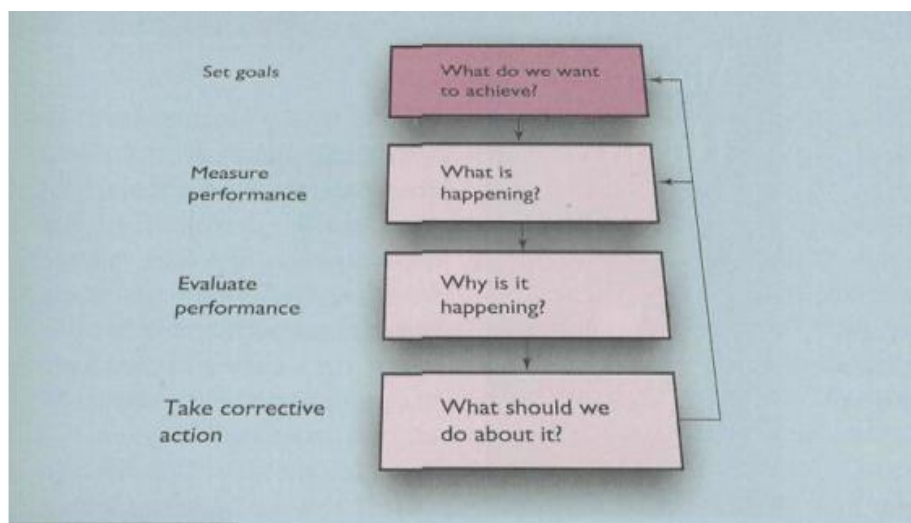 Set goals
What do we want
to achieve?
Measure
performance
What is
happening?
Evaluate
performance
Why is it
happening?
Take corrective
action
What should we
do about it?